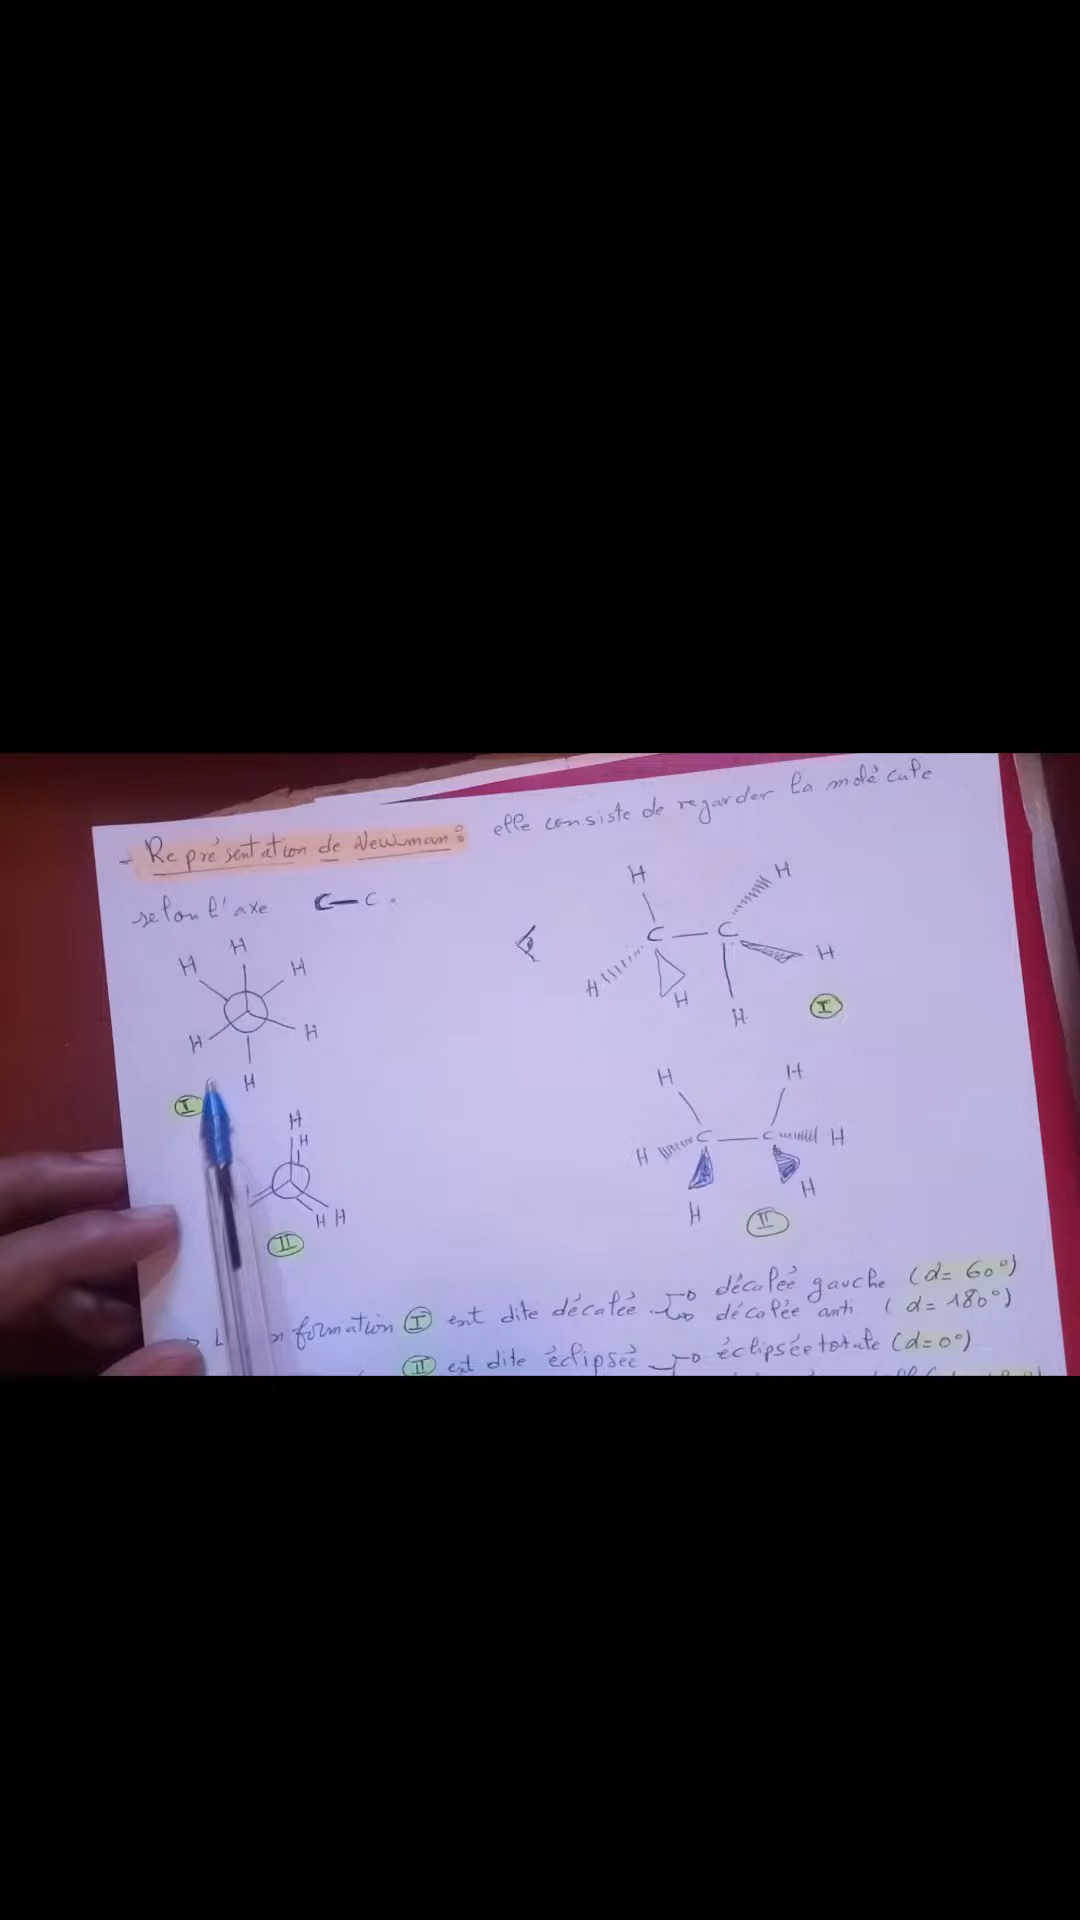 - Représentation de Newman : elle consiste de regarder la molécule
selon l'axe C—C.
H
H H
H H
H
I
H H
C — C
H H H
H
I
H
H
H H
II
H H
H C — C H
H H
II
formation I est dite décalée → décalée gauche (d= 60°)
→ décalée anti (d= 180°)
II est dite éclipsée → éclipsée totale (d=0°)